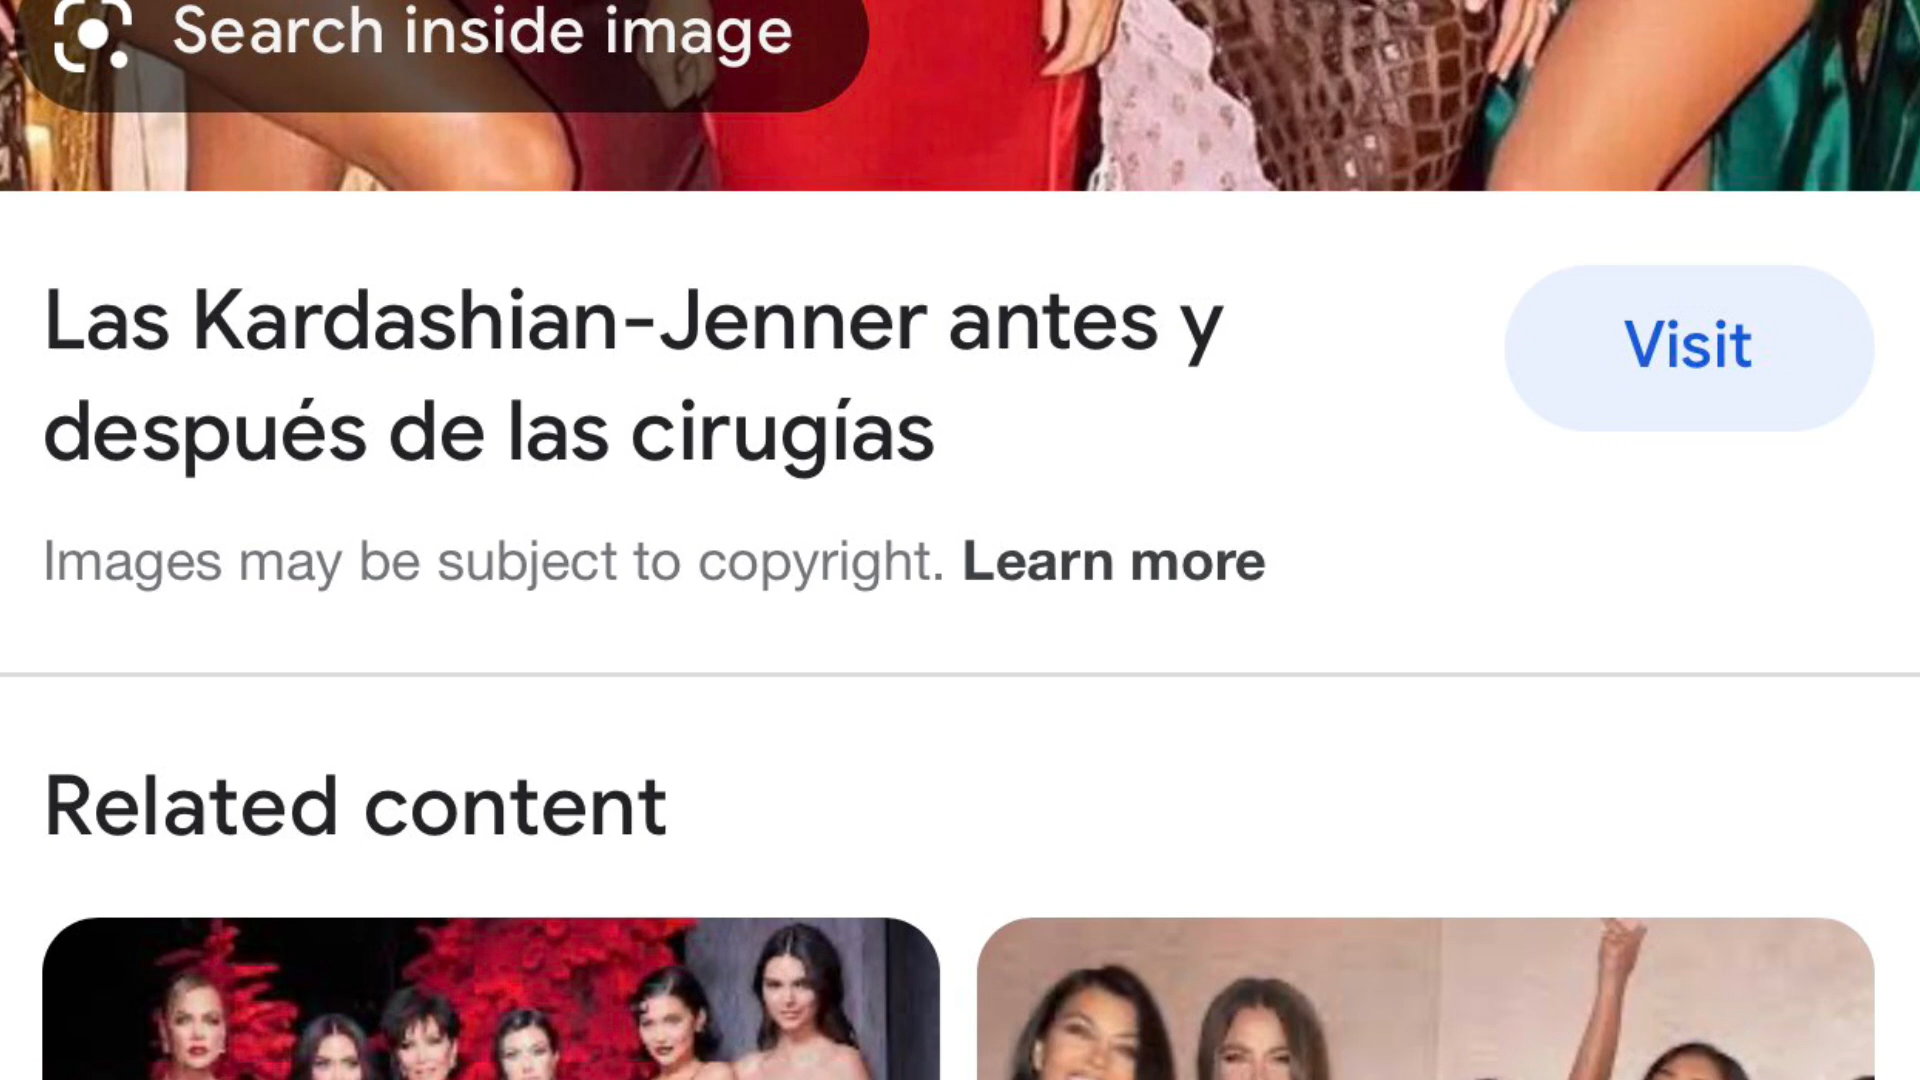 Search inside image
Las Kardashian-Jenner antes y
después de las cirugías
Visit
Images may be subject to copyright. Learn more
Related content